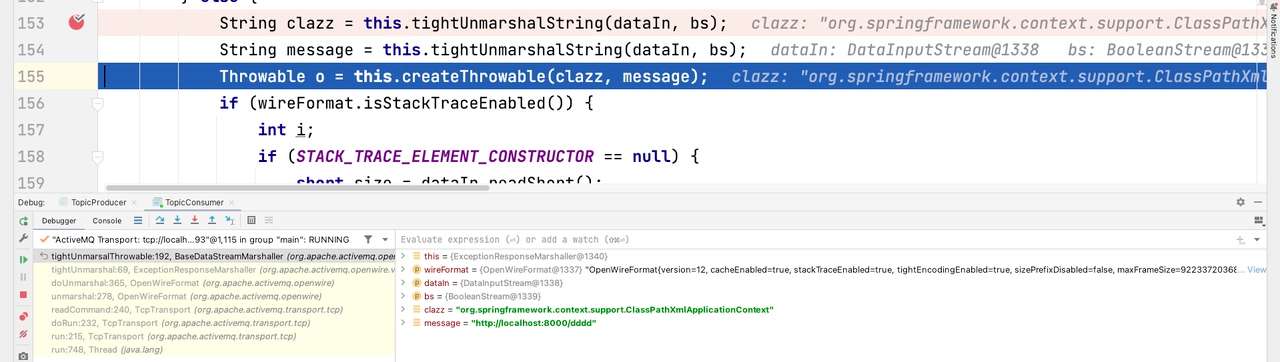 153 String clazz = this.tightUnmarshalString(dataIn, bs); clazz: "org.springframework.context.support.ClassPathX
154 String message = this.tightUnmarshalString(dataIn, bs); dataIn: DataInputStream@1338 bs: BooleanStream@133
155 Throwable o = this.createThrowable(clazz, message); clazz: "org.springframework.context.support.ClassPathXml
156 if (wireFormat.isStackTraceEnabled()) {
157 int i;
158 if (STACK_TRACE_ELEMENT_CONSTRUCTOR == null) {
159 short size = dataIn.readShort();
Notifications
Debug: TopicProducer × TopicConsumer ×
Debugger Console
"ActiveMQ Transport: tcp://localh...93"@1,115 in group "main": RUNNING
Evaluate expression (⏎) or add a watch (⇧⌘⏎)
tightUnmarsalThrowable:192, BaseDataStreamMarshaller (org.apache.activemq.openwire
tightUnmarshal:69, ExceptionResponseMarshaller (org.apache.activemq.openwire.v
doUnmarshal:365, OpenWireFormat (org.apache.activemq.openwire)
unmarshal:278, OpenWireFormat (org.apache.activemq.openwire)
readCommand:240, TcpTransport (org.apache.activemq.transport.tcp)
doRun:232, TcpTransport (org.apache.activemq.transport.tcp)
run:215, TcpTransport (org.apache.activemq.transport.tcp)
run:748, Thread (java.lang)
this = {ExceptionResponseMarshaller@1340}
wireFormat = {OpenWireFormat@1337} "OpenWireFormat{version=12, cacheEnabled=true, stackTraceEnabled=true, tightEncodingEnabled=true, sizePrefixDisabled=false, maxFrameSize=9223372036... View
dataIn = {DataInputStream@1338}
bs = {BooleanStream@1339}
clazz = "org.springframework.context.support.ClassPathXmlApplicationContext"
message = "http://localhost:8000/dddd"